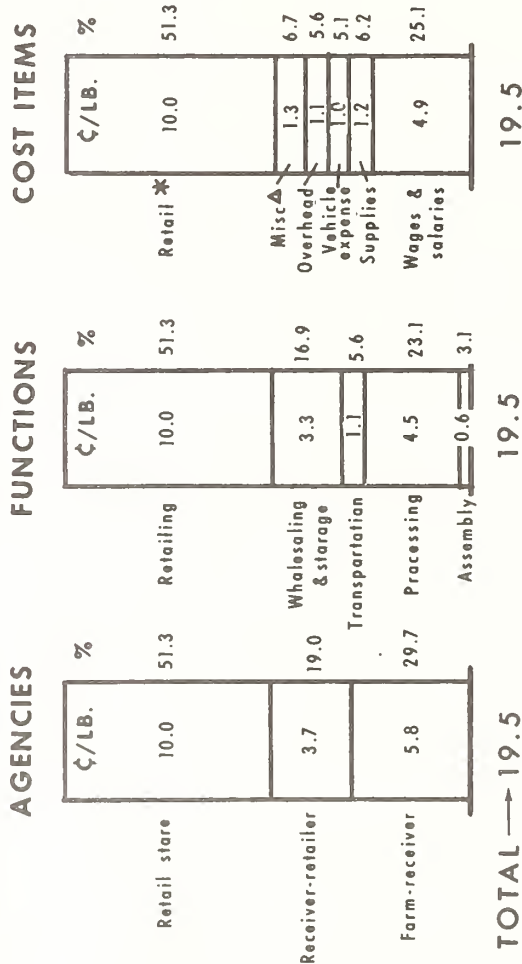 AGENCIES
¢/LB. %
Retail stare 10.0 51.3
Receiver-retailer 3.7 19.0
Farm-receiver 5.8 29.7
TOTAL → 19.5
FUNCTIONS
¢/LB. %
Retailing 10.0 51.3
Whalesaling
& starage 3.3 16.9
Transportation 1.1 5.6
Processing 4.5 23.1
Assembly 0.6 3.1
19.5
COST ITEMS
¢/LB. %
Retail * 10.0 51.3
Misc Δ 1.3 6.7
Overhead 1.1 5.6
Vehicle
expense 1.0 5.1
Supplies 1.2 6.2
Wages &
salaries 4.9 25.1
19.5